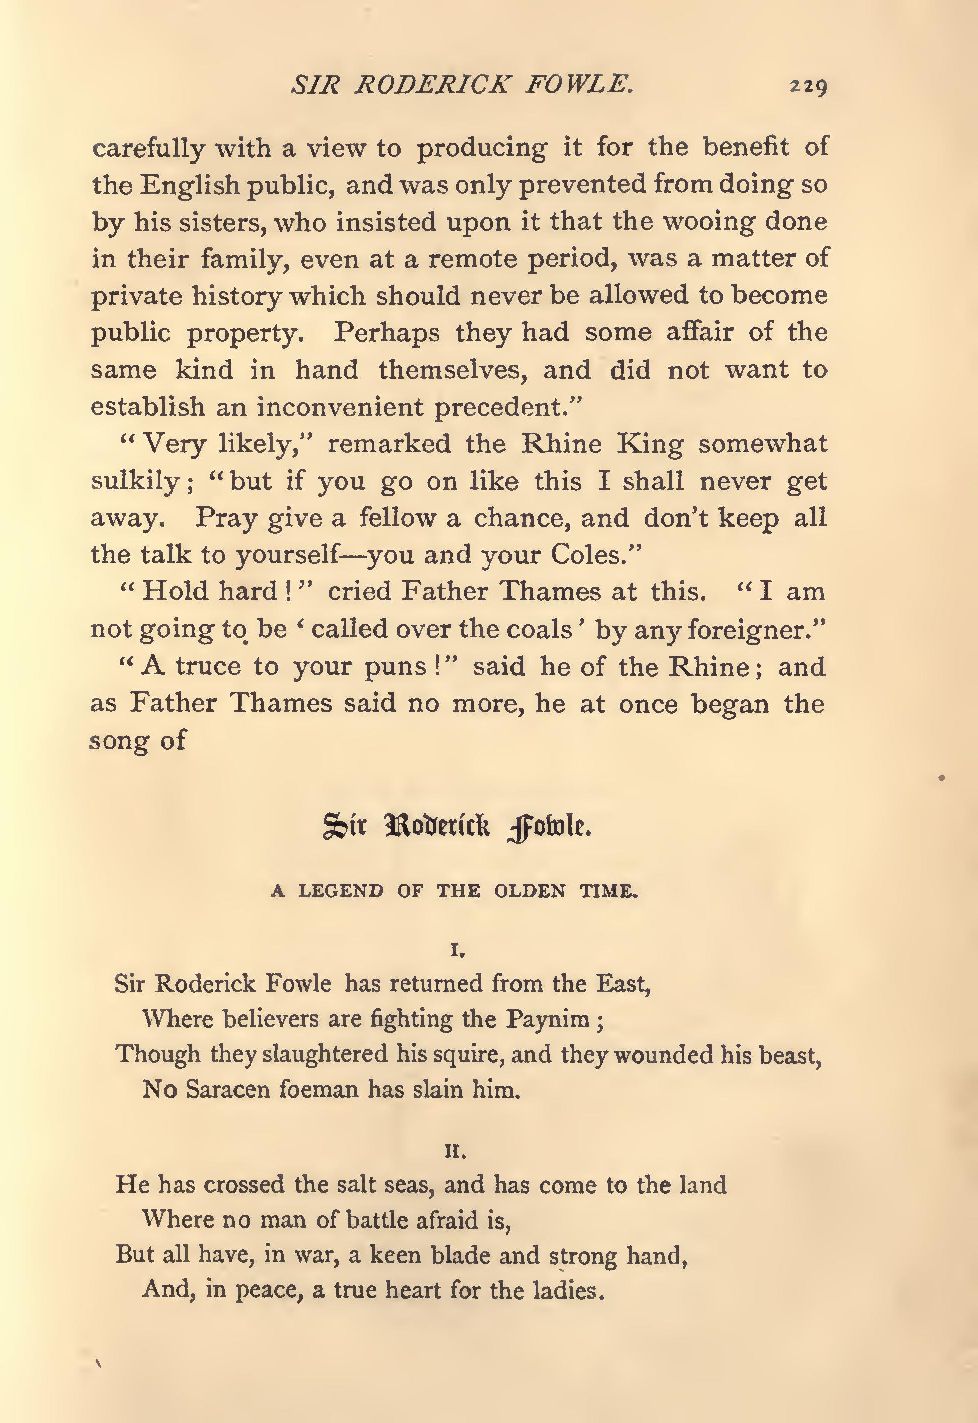 SIR RODERICK FOWLE. 229
carefully with a view to producing it for the benefit of
the English public, and was only prevented from doing so
by his sisters, who insisted upon it that the wooing done
in their family, even at a remote period, was a matter of
private history which should never be allowed to become
public property. Perhaps they had some affair of the
same kind in hand themselves, and did not want to
establish an inconvenient precedent.”
“ Very likely,” remarked the Rhine King somewhat
sulkily ; “ but if you go on like this I shall never get
away. Pray give a fellow a chance, and don’t keep all
the talk to yourself—you and your Coles.”
“ Hold hard ! ” cried Father Thames at this. “ I am
not going to be ‘ called over the coals ’ by any foreigner.”
“ A truce to your puns ! ” said he of the Rhine ; and
as Father Thames said no more, he at once began the
song of
Sir Roderick Fowle.
A LEGEND OF THE OLDEN TIME.
I.
Sir Roderick Fowle has returned from the East,
Where believers are fighting the Paynim ;
Though they slaughtered his squire, and they wounded his beast,
No Saracen foeman has slain him.
II.
He has crossed the salt seas, and has come to the land
Where no man of battle afraid is,
But all have, in war, a keen blade and strong hand,
And, in peace, a true heart for the ladies.